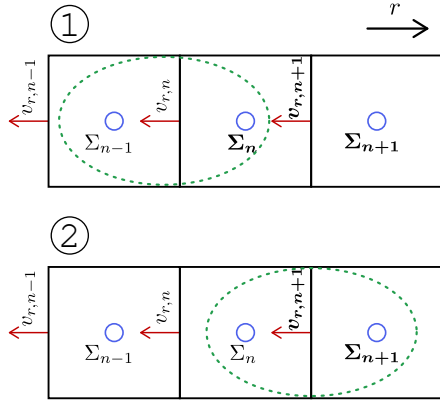 ① r
v_{r,n−1} v_{r,n} v_{r,n+1}
Σ_{n−1} Σ_n Σ_{n+1}
②
v_{r,n−1} v_{r,n} v_{r,n+1}
Σ_{n−1} Σ_n Σ_{n+1}